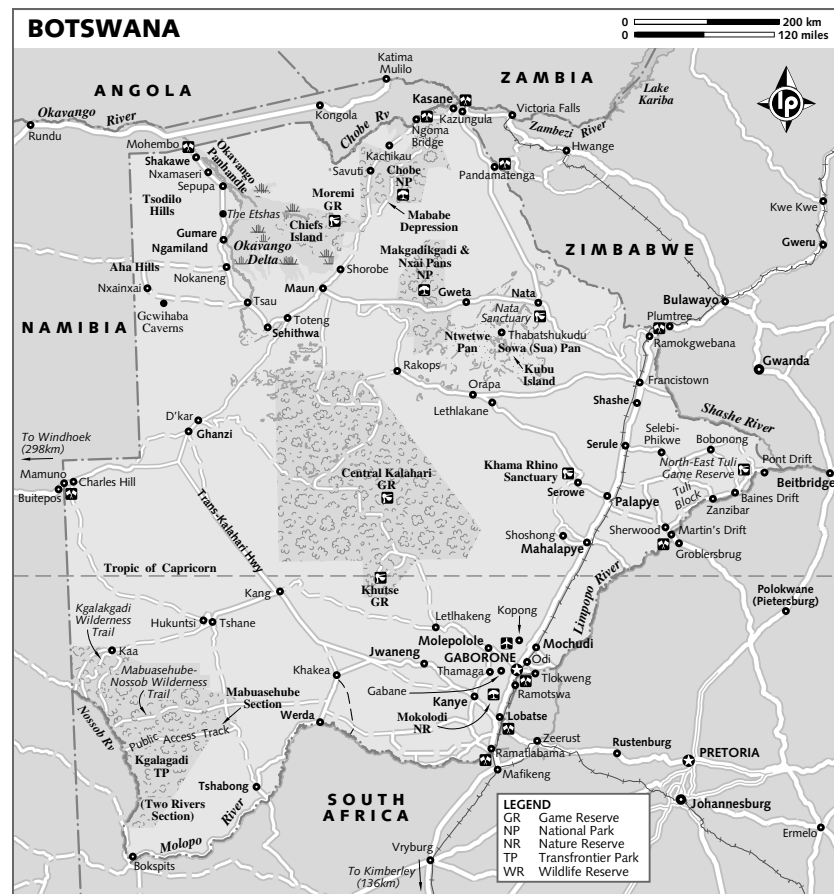 BOTSWANA
0 200 km
0 120 miles
Katima
Mulilo
ANGOLA
ZAMBIA
Lake
Kariba
lp
Okavango
River
Rundu
Kongola
Chobe Rv
Kasane
Kazungula
Victoria Falls
Zambezi River
Ngoma
Bridge
Hwange
Mohembo
Shakawe
Nxamaseri
Sepupa
Okavango
Panhandle
Kachikau
Savuti
Chobe
NP
Pandamatenga
Tsodilo
Hills
Moremi
GR
The Etshas
Chiefs
Island
Mababe
Depression
Kwe Kwe
Gumare
Ngamiland
Okavango
Delta
Makgadikgadi &
Nxai Pans
NP
ZIMBABWE
Gweru
Aha Hills
Nokaneng
Shorobe
Nxainxai
Maun
Gweta
Nata
Bulawayo
Gcwihaba
Caverns
Tsau
Nata
Sanctuary
Plumtree
NAMIBIA
Toteng
Sehithwa
Ntwetwe
Pan
Thabatshukudu
Sowa (Sua) Pan
Ramokgwebana
Kubu
Island
Gwanda
Rakops
Orapa
Lethlakane
Francistown
Shashe
Shashe River
D'kar
Ghanzi
To Windhoek
(298km)
Serule
Selebi-
Phikwe
Bobonong
Pont Drift
Mamuno
Charles Hill
Buitepos
Central Kalahari
GR
Khama Rhino
Sanctuary
Serowe
North-East Tuli
Game Reserve
Beitbridge
Tuli
Block
Baines Drift
Zanzibar
Palapye
Trans-Kalahari Hwy
Shoshong
Mahalapye
Sherwood
Martin's Drift
Groblersbrug
Tropic of Capricorn
Khutse
GR
Limpopo River
Polokwane
(Pietersburg)
Kang
Kgalakgadi
Wilderness
Trail
Hukuntsi
Tshane
Letlhakeng
Kopong
Molepolole
Mochudi
Kaa
Jwaneng
GABORONE
Odi
Thamaga
Tlokweng
Mabuasehube-
Nossob Wilderness
Trail
Khakea
Gabane
Ramotswa
Mabuasehube
Section
Kanye
Nossob Rv
Werda
Mokolodi
NR
Lobatse
Public Access Track
Zeerust
Rustenburg
PRETORIA
Kgalagadi
TP
Ramatlabama
Mafikeng
(Two Rivers
Section)
Tshabong
SOUTH
AFRICA
Johannesburg
Molopo River
LEGEND
GR Game Reserve
NP National Park
NR Nature Reserve
TP Transfrontier Park
WR Wildlife Reserve
Ermelo
Bokspits
Vryburg
To Kimberley
(136km)